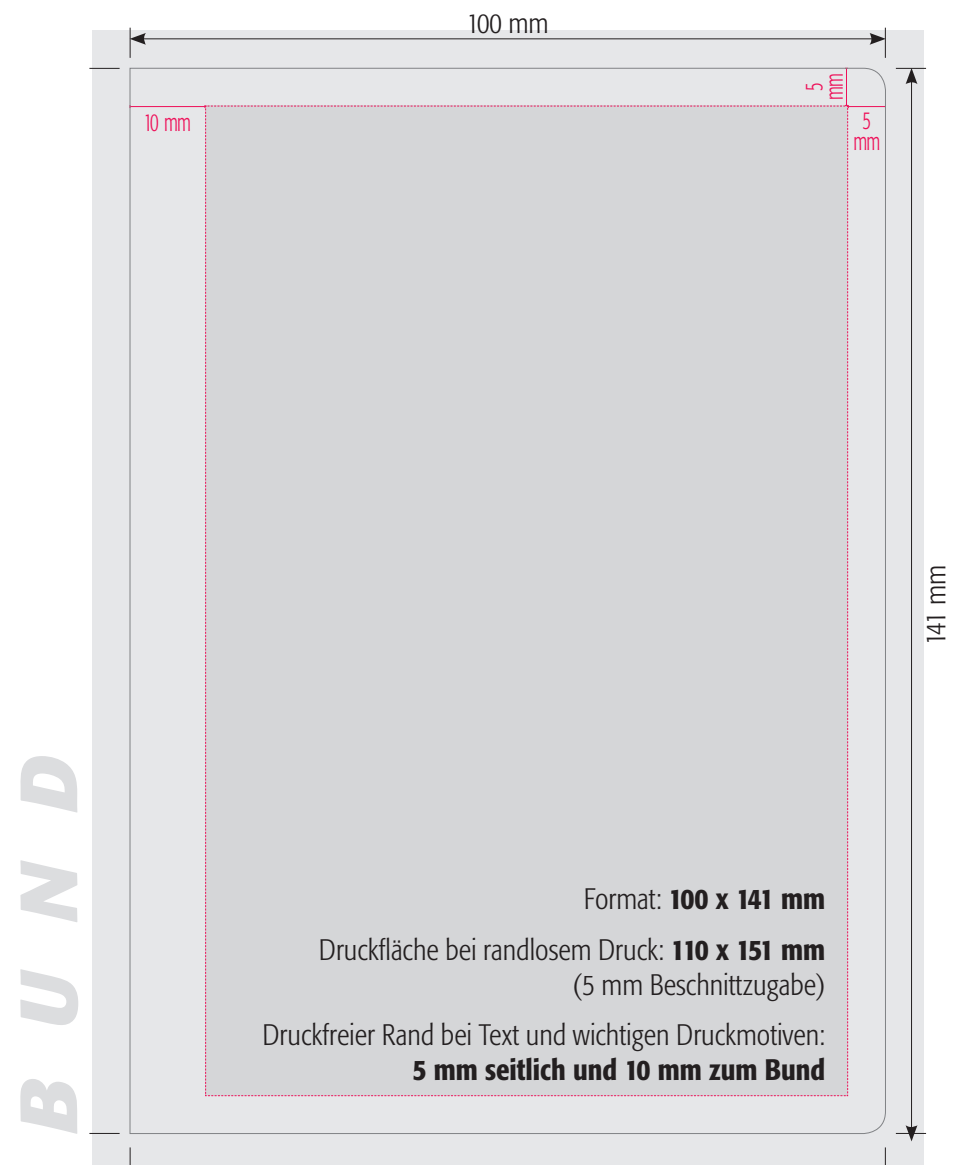 100 mm
5
mm
10 mm
5
mm
141 mm
BUND
Format: 100 x 141 mm
Druckfläche bei randlosem Druck: 110 x 151 mm
(5 mm Beschnittzugabe)
Druckfreier Rand bei Text und wichtigen Druckmotiven:
5 mm seitlich und 10 mm zum Bund